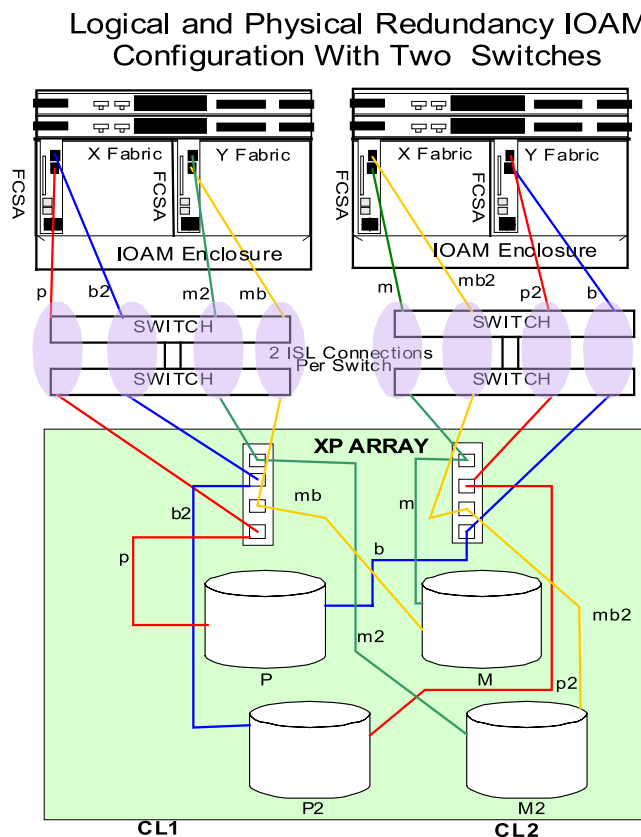 Logical and Physical Redundancy IOAM
Configuration With Two Switches
X Fabric
Y Fabric
X Fabric
Y Fabric
FCSA
FCSA
FCSA
FCSA
IOAM Enclosure
IOAM Enclosure
p
b2
m2
mb
m
mb2
p2
b
SWITCH
SWITCH
2 ISL Connections
Per Switch
SWITCH
SWITCH
XP ARRAY
b2
mb
m
p
b
m2
mb2
P
M
p2
P2
M2
CL1
CL2